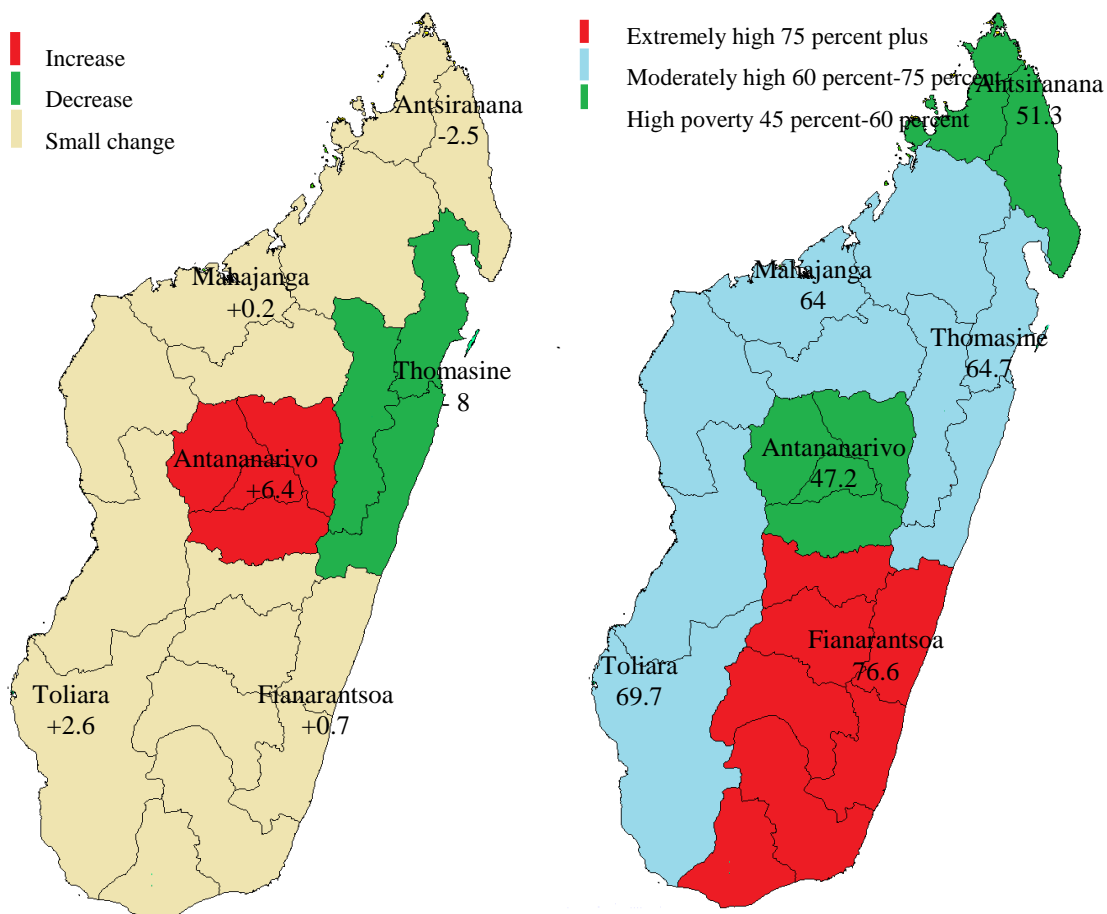 Increase
Decrease
Small change
Antsiranana
-2.5
Mahajanga
+0.2
Thomasine
- 8
Antananarivo
+6.4
Toliara
+2.6
Fianarantsoa
+0.7
Extremely high 75 percent plus
Moderately high 60 percent-75 percent
High poverty 45 percent-60 percent
Antsiranana
51.3
Mahajanga
64
Thomasine
64.7
Antananarivo
47.2
Fianarantsoa
76.6
Toliara
69.7